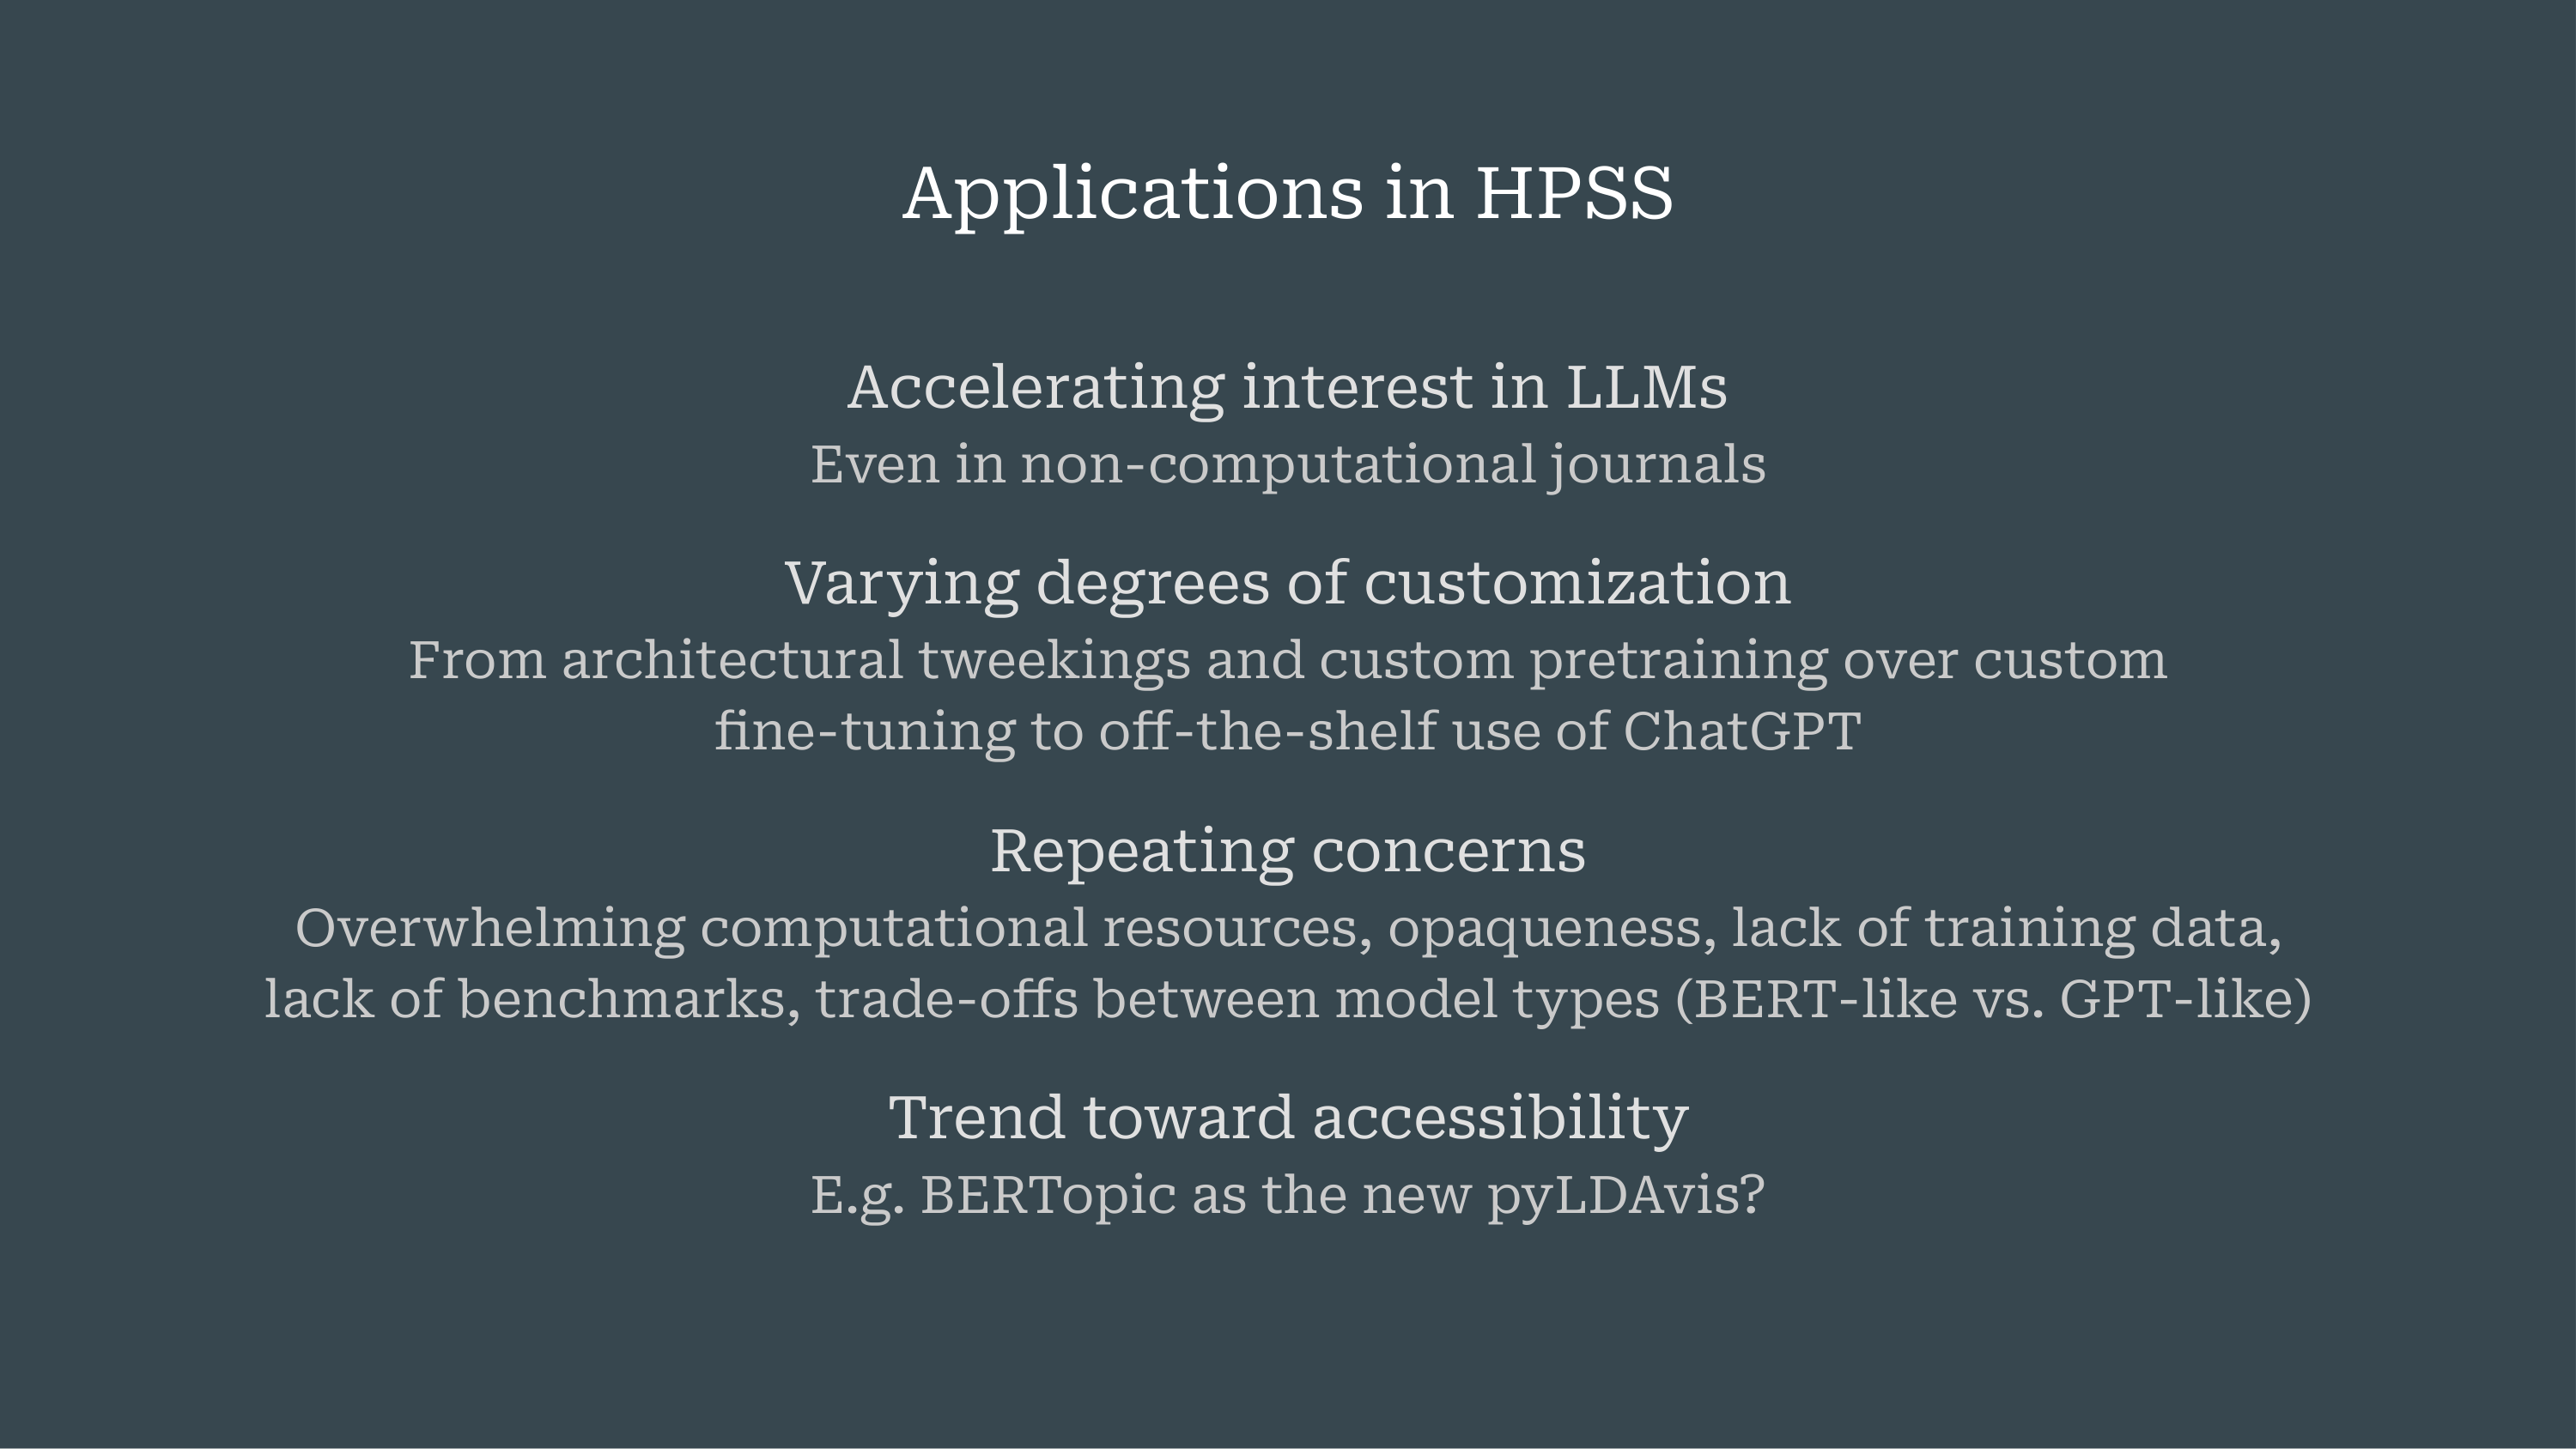 Applications in HPSS
Accelerating interest in LLMs
Even in non-computational journals
Varying degrees of customization
From architectural tweekings and custom pretraining over custom
fine-tuning to off-the-shelf use of ChatGPT
Repeating concerns
Overwhelming computational resources, opaqueness, lack of training data,
lack of benchmarks, trade-offs between model types (BERT-like vs. GPT-like)
Trend toward accessibility
E.g. BERTopic as the new pyLDAvis?